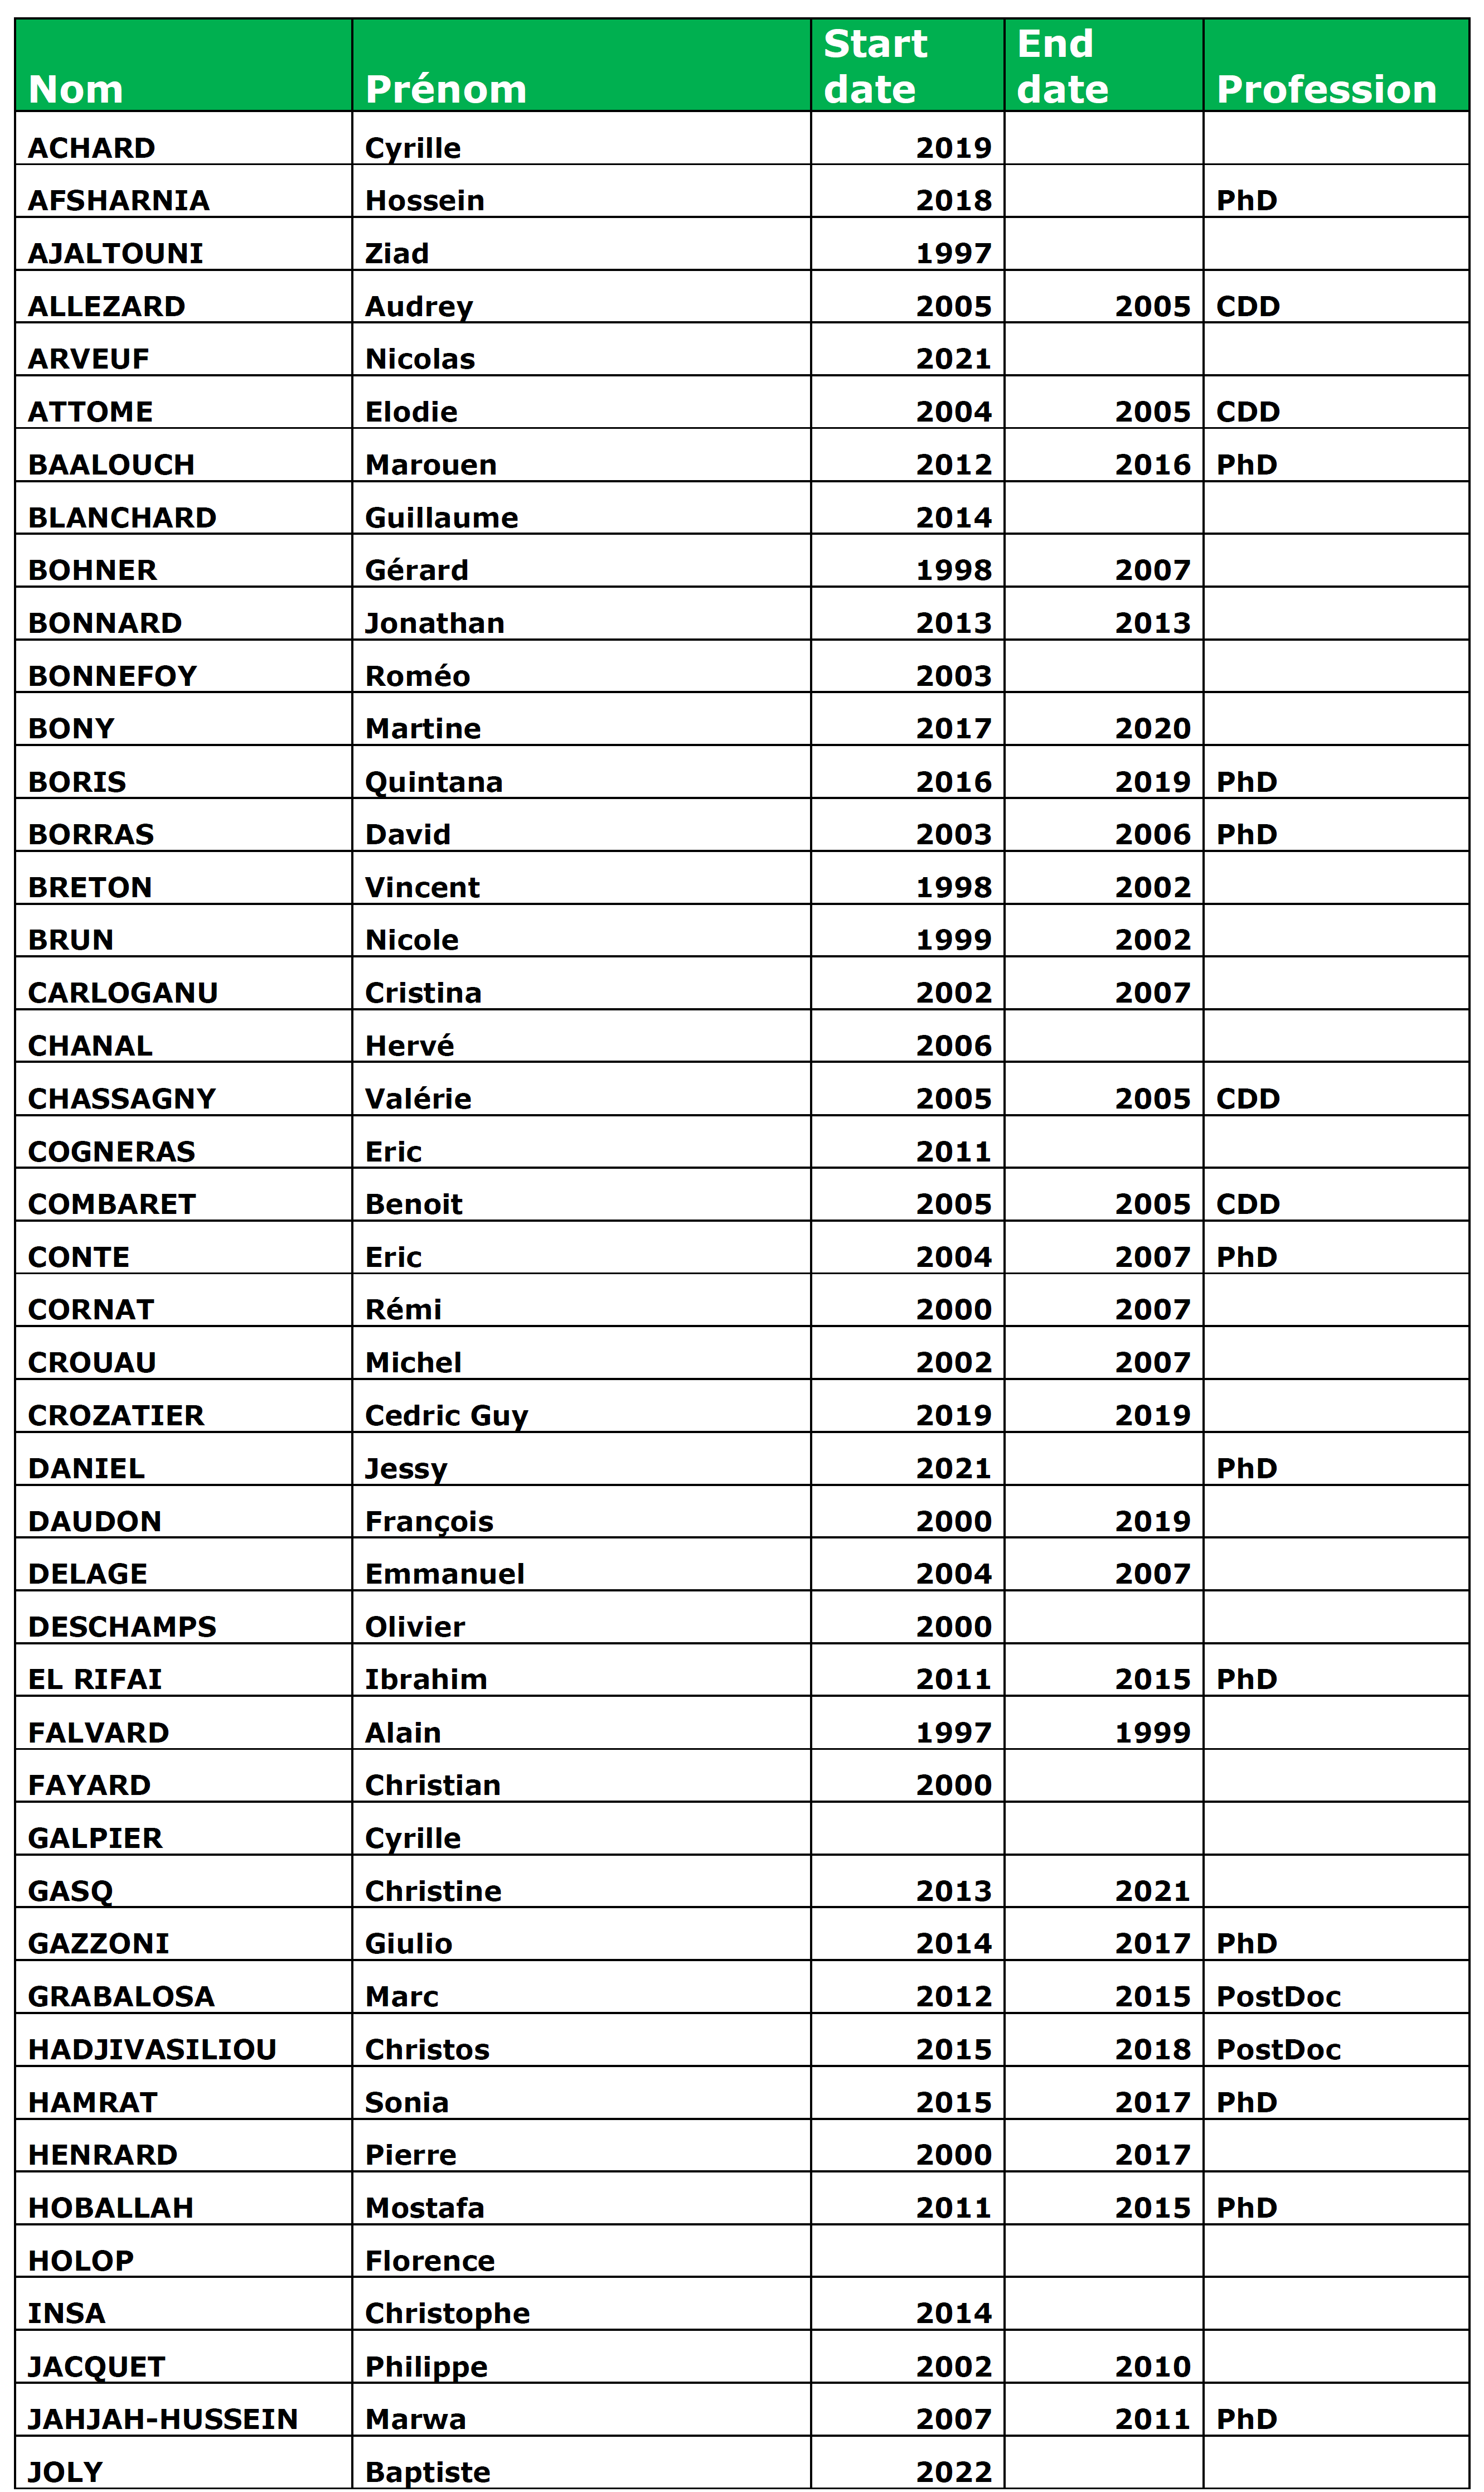 Nom Prénom Start date End date Profession
ACHARD Cyrille 2019
AFSHARNIA Hossein 2018 PhD
AJALTOUNI Ziad 1997
ALLEZARD Audrey 2005 2005 CDD
ARVEUF Nicolas 2021
ATTOME Elodie 2004 2005 CDD
BAALOUCH Marouen 2012 2016 PhD
BLANCHARD Guillaume 2014
BOHNER Gérard 1998 2007
BONNARD Jonathan 2013 2013
BONNEFOY Roméo 2003
BONY Martine 2017 2020
BORIS Quintana 2016 2019 PhD
BORRAS David 2003 2006 PhD
BRETON Vincent 1998 2002
BRUN Nicole 1999 2002
CARLOGANU Cristina 2002 2007
CHANAL Hervé 2006
CHASSAGNY Valérie 2005 2005 CDD
COGNERAS Eric 2011
COMBARET Benoit 2005 2005 CDD
CONTE Eric 2004 2007 PhD
CORNAT Rémi 2000 2007
CROUAU Michel 2002 2007
CROZATIER Cedric Guy 2019 2019
DANIEL Jessy 2021 PhD
DAUDON François 2000 2019
DELAGE Emmanuel 2004 2007
DESCHAMPS Olivier 2000
EL RIFAI Ibrahim 2011 2015 PhD
FALVARD Alain 1997 1999
FAYARD Christian 2000
GALPIER Cyrille
GASQ Christine 2013 2021
GAZZONI Giulio 2014 2017 PhD
GRABALOSA Marc 2012 2015 PostDoc
HADJIVASILIOU Christos 2015 2018 PostDoc
HAMRAT Sonia 2015 2017 PhD
HENRARD Pierre 2000 2017
HOBALLAH Mostafa 2011 2015 PhD
HOLOP Florence
INSA Christophe 2014
JACQUET Philippe 2002 2010
JAHJAH-HUSSEIN Marwa 2007 2011 PhD
JOLY Baptiste 2022